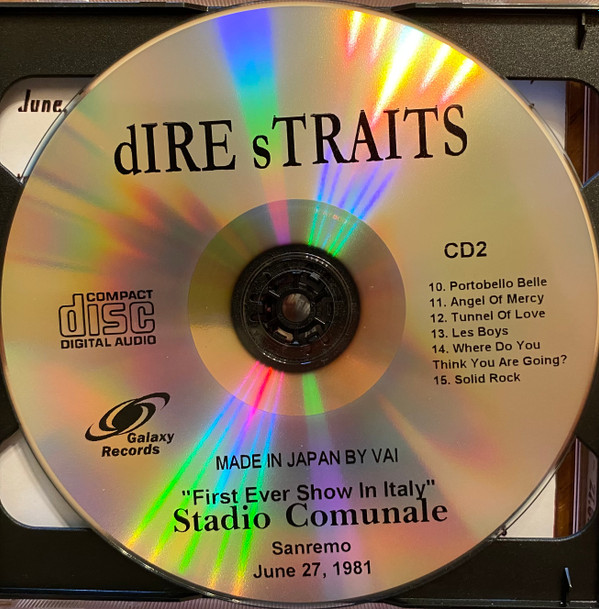 June
dIRE sTRAITS
CD2
10. Portobello Belle
11. Angel Of Mercy
12. Tunnel Of Love
13. Les Boys
14. Where Do You
Think You Are Going?
15. Solid Rock
COMPACT
disc
DIGITAL AUDIO
Galaxy
Records
MADE IN JAPAN BY VAI
"First Ever Show In Italy"
Stadio Comunale
Sanremo
June 27, 1981